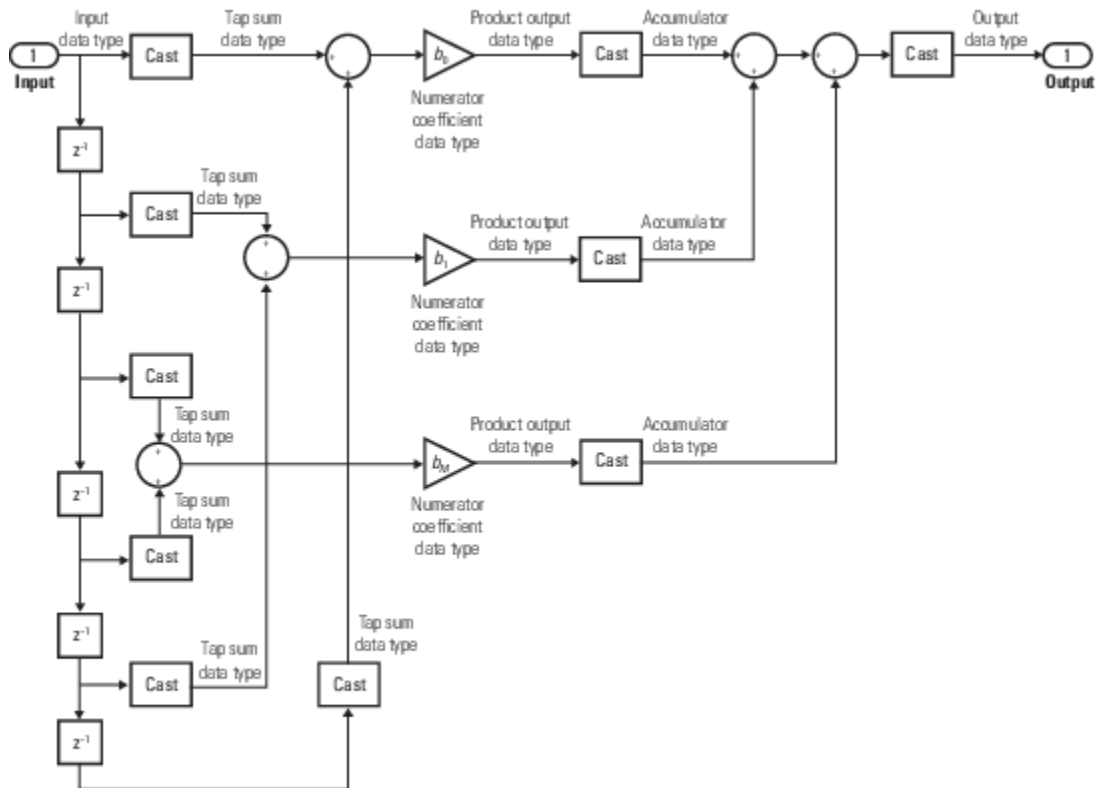 Input
data type
Tap sum
data type
Product output
data type
Accumulator
data type
Output
data type
1
Input
Cast
+
+
b₀
Cast
+
+
+
+
Cast
1
Output
Numerator
coefficient
data type
z⁻¹
Tap sum
data type
Cast
+
+
Product output
data type
Accumulator
data type
b₁
Cast
Numerator
coefficient
data type
z⁻¹
Cast
Tap sum
data type
+
+
Product output
data type
Accumulator
data type
b_M
Cast
Numerator
coefficient
data type
z⁻¹
Tap sum
data type
Cast
z⁻¹
Tap sum
data type
Cast
Tap sum
data type
Cast
z⁻¹